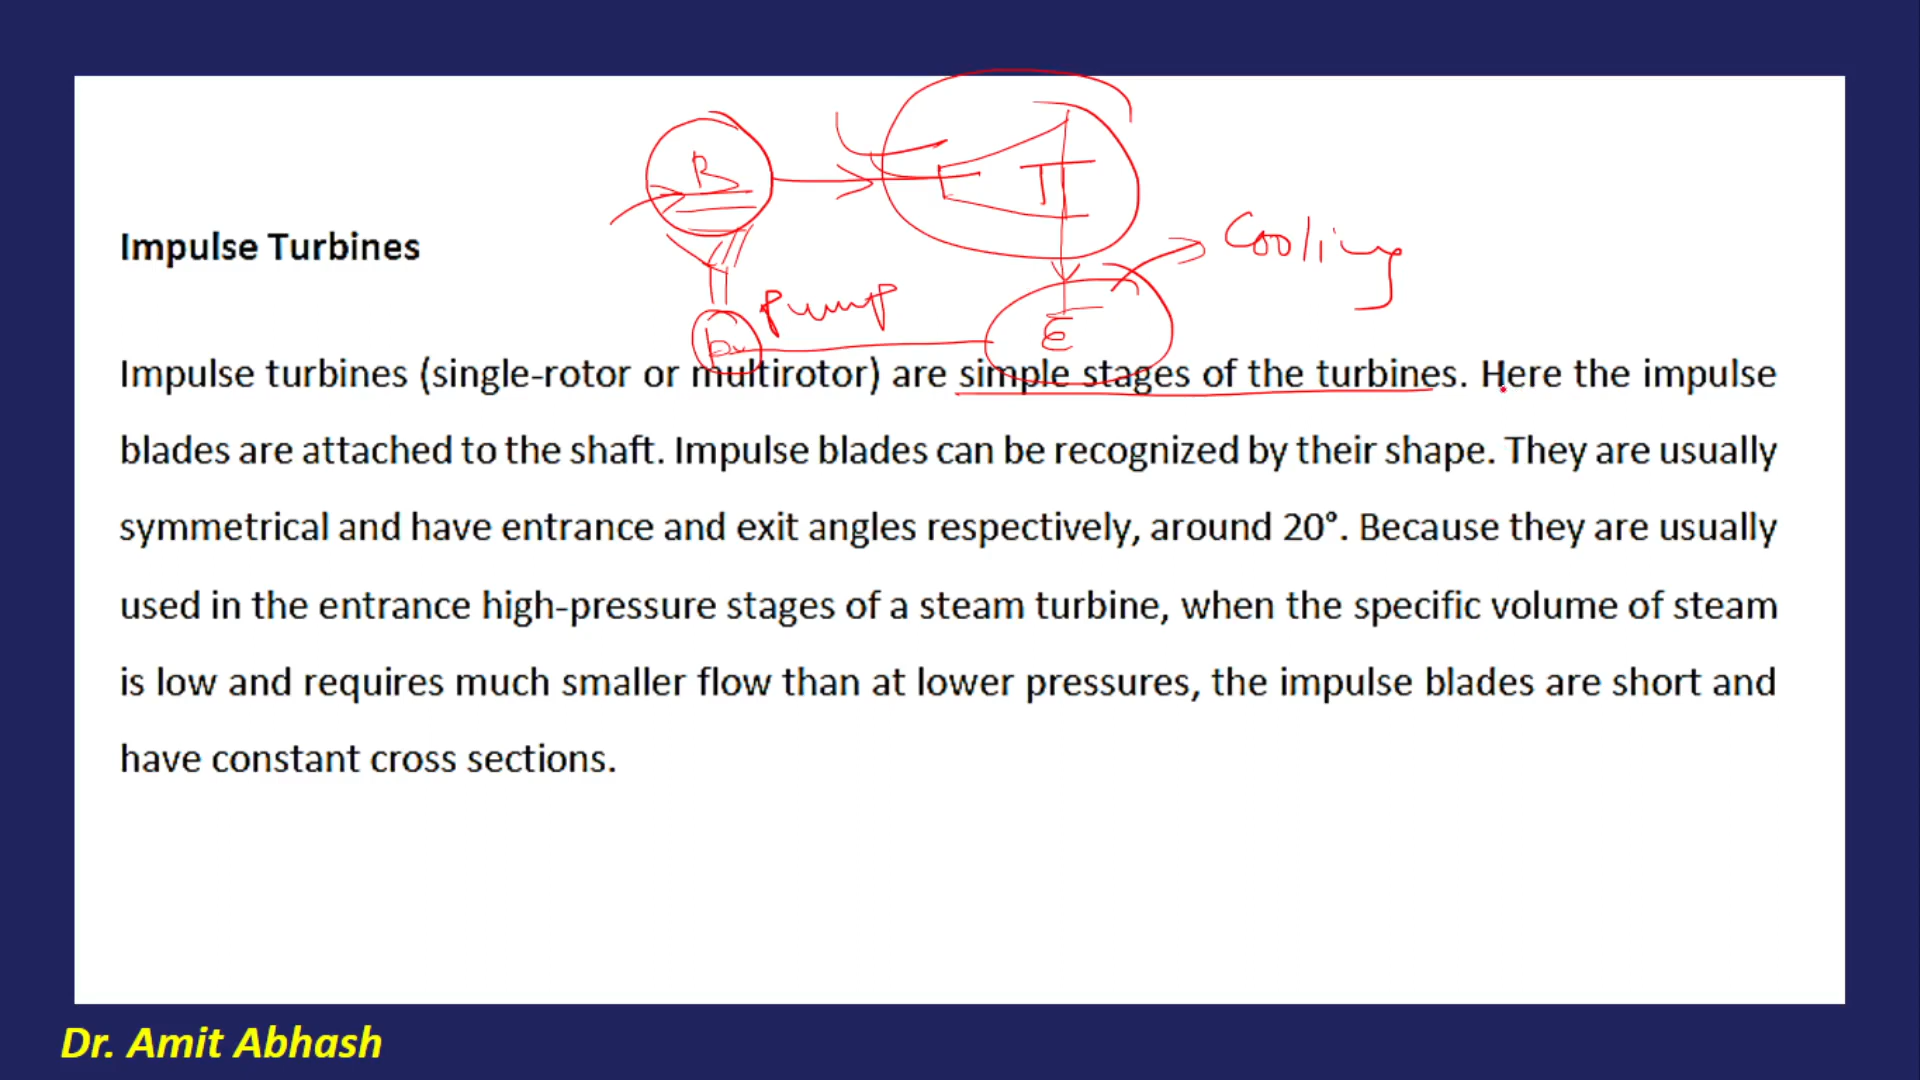 B
T
Cooling
Impulse Turbines
Pump
E
Impulse turbines (single-rotor or multirotor) are simple stages of the turbines. Here the impulse
blades are attached to the shaft. Impulse blades can be recognized by their shape. They are usually
symmetrical and have entrance and exit angles respectively, around 20°. Because they are usually
used in the entrance high-pressure stages of a steam turbine, when the specific volume of steam
is low and requires much smaller flow than at lower pressures, the impulse blades are short and
have constant cross sections.
Dr. Amit Abhash